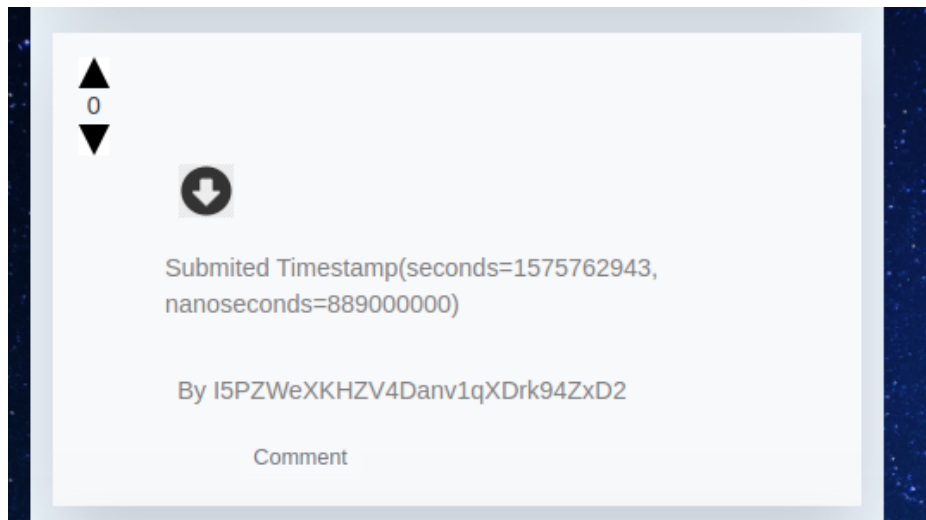 0
Submited Timestamp(seconds=1575762943,
nanoseconds=889000000)
By I5PZWeXKHZV4Danv1qXDrk94ZxD2
Comment